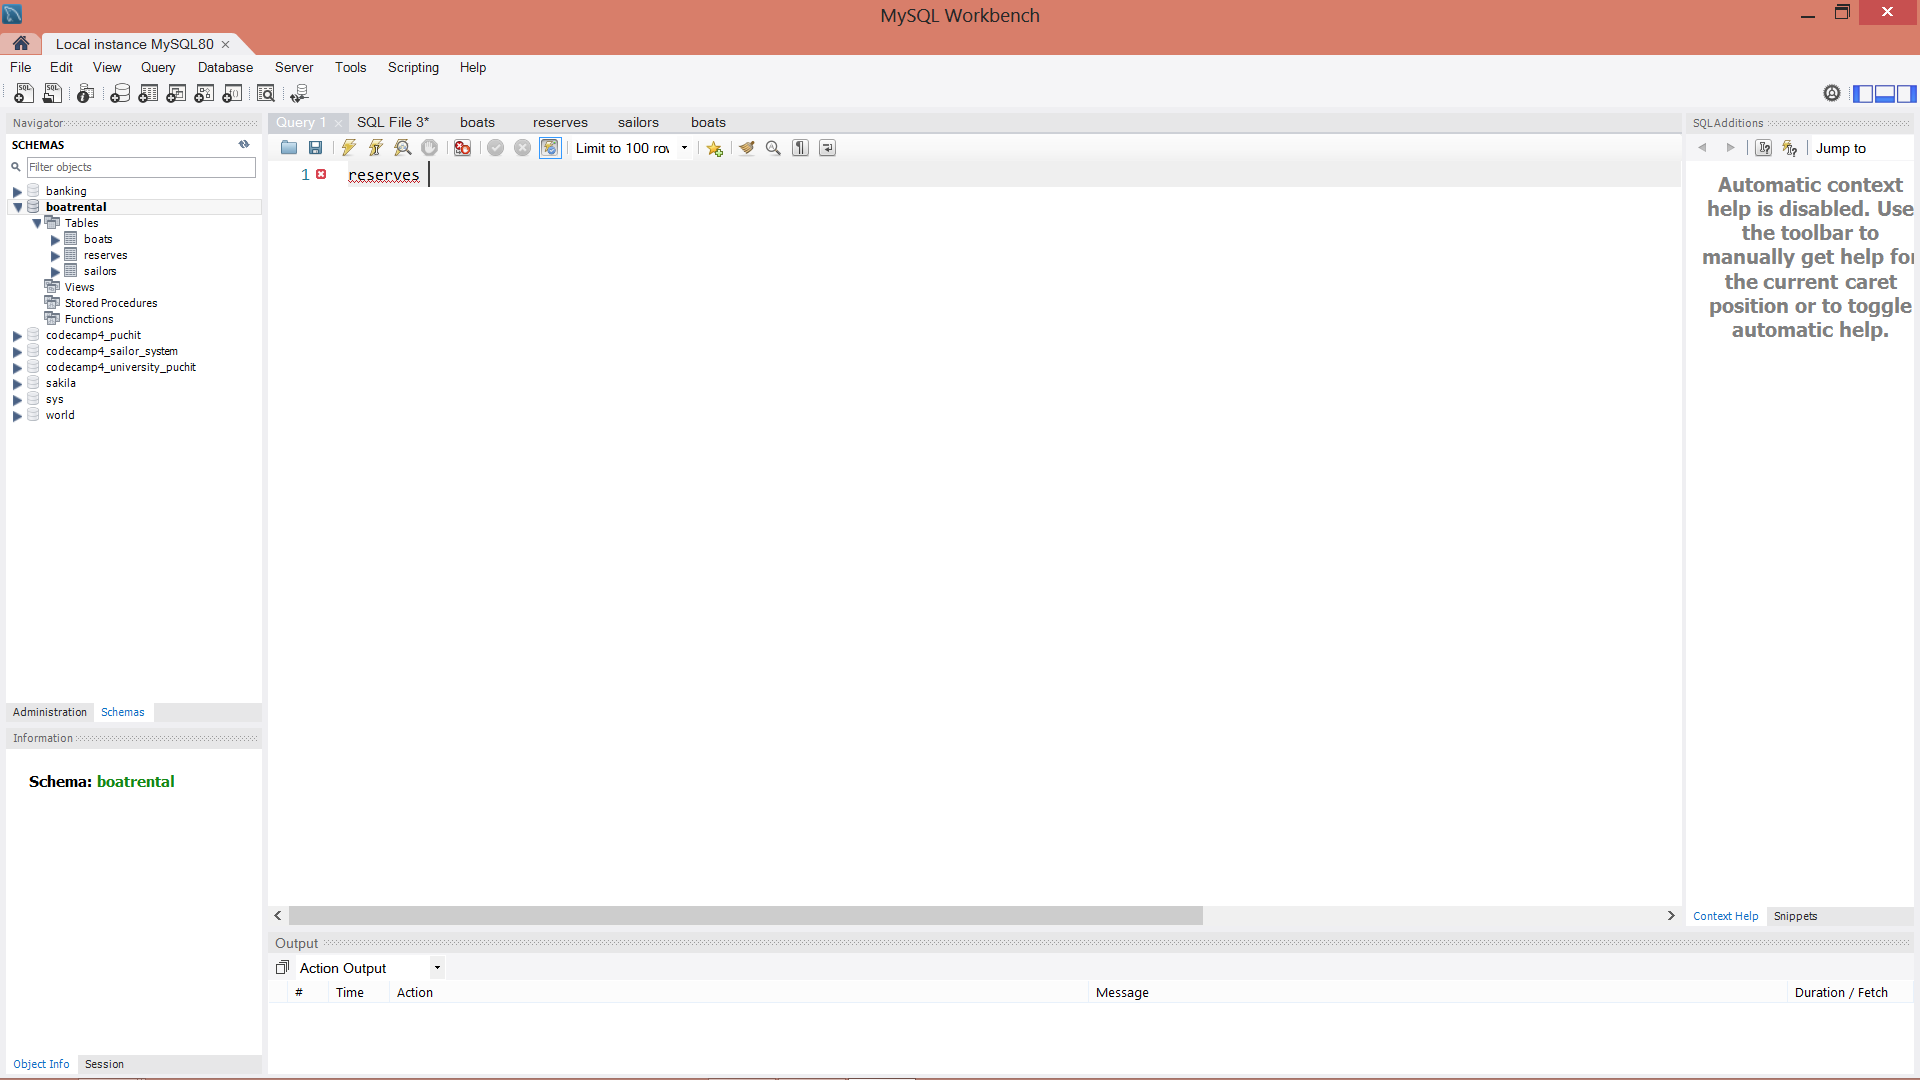 MySQL Workbench
Local instance MySQL80
File Edit View Query Database Server Tools Scripting Help
Navigator
SCHEMAS
Filter objects
banking
boatrental
Tables
boats
reserves
sailors
Views
Stored Procedures
Functions
codecamp4_puchit
codecamp4_sailor_system
codecamp4_university_puchit
sakila
sys
world
Administration Schemas
Information
Schema: boatrental
Object Info Session
Query 1 SQL File 3* boats reserves sailors boats
Limit to 100 rov
1 reserves
Output
Action Output
# Time Action Message Duration / Fetch
SQLAdditions
Jump to
Automatic context
help is disabled. Use
the toolbar to
manually get help for
the current caret
position or to toggle
automatic help.
Context Help Snippets